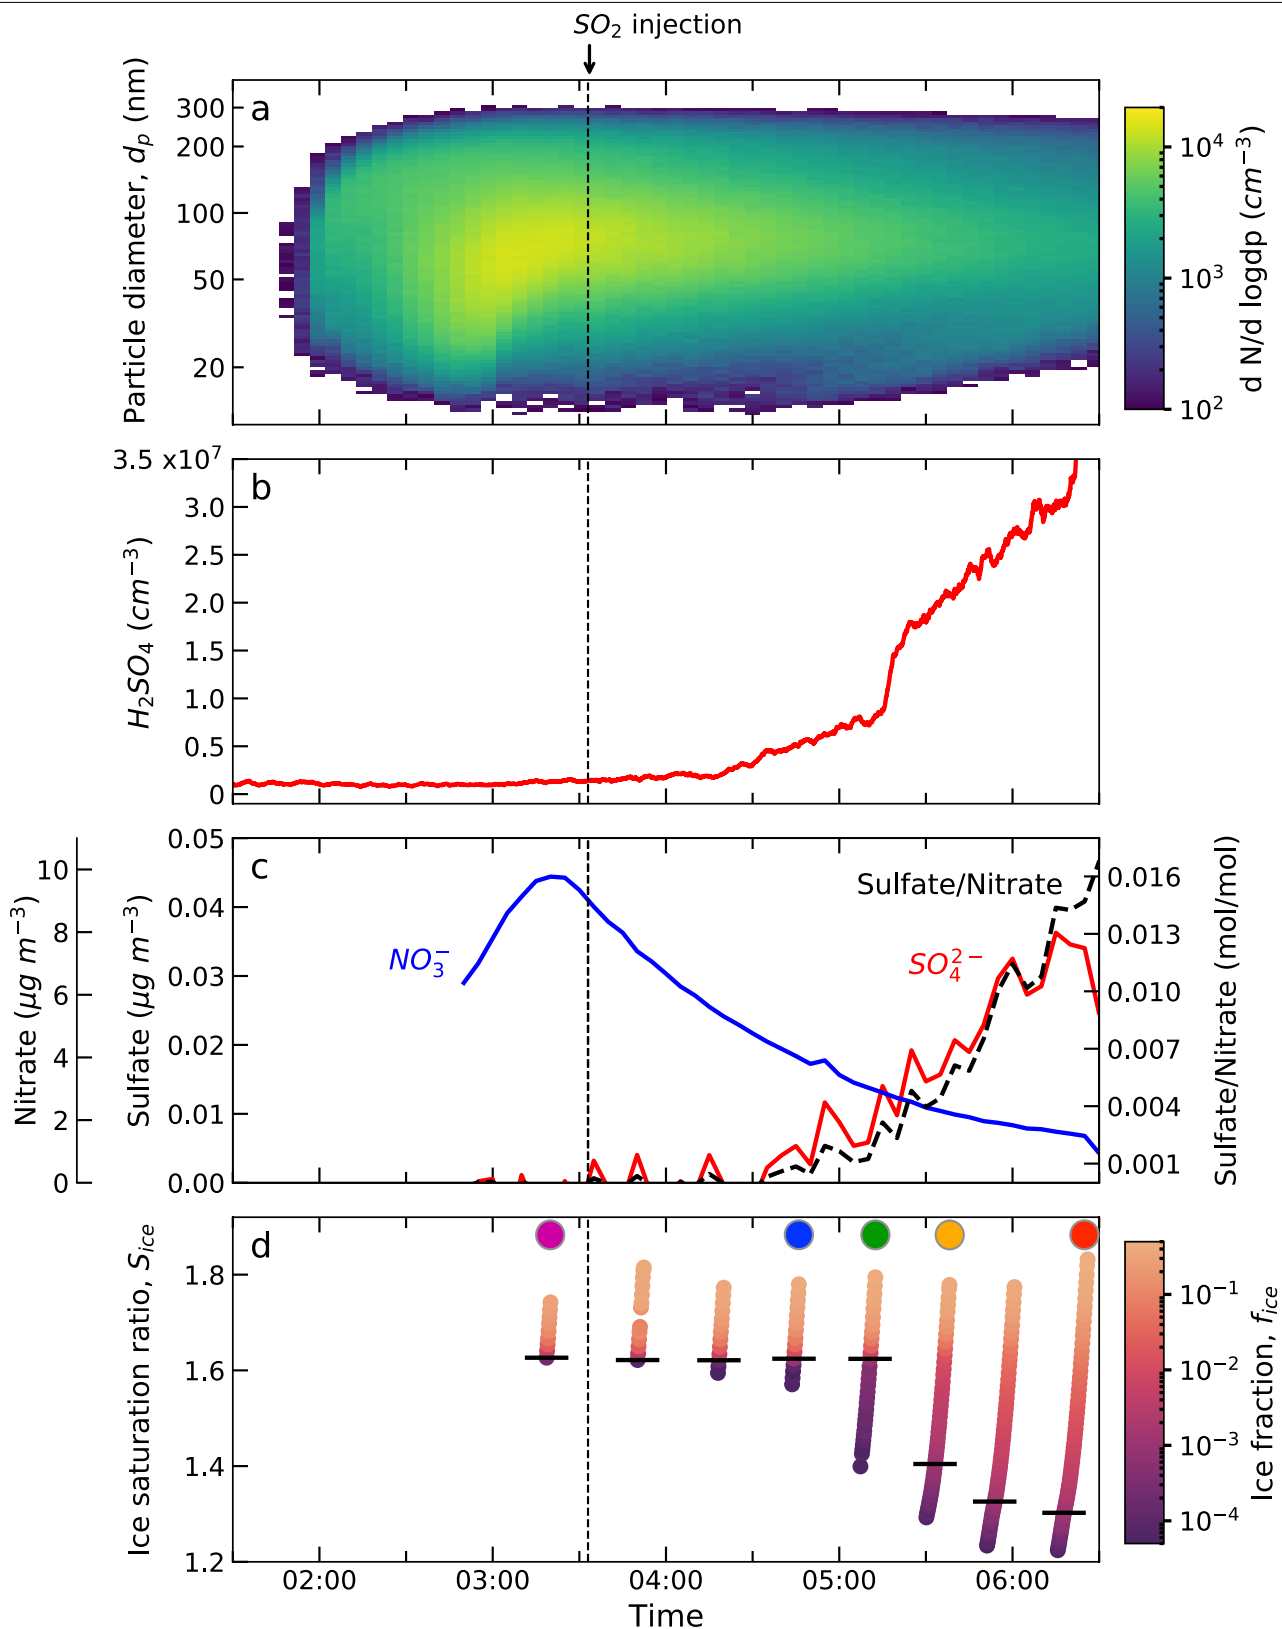 SO₂ injection
a
Particle diameter, dₚ (nm)
300
200
100
50
20
10⁴
10³
10²
d N/d logdp (cm⁻³)
b
H₂SO₄ (cm⁻³)
3.5 x10⁷
3.0
2.5
2.0
1.5
1.0
0.5
0
c
Nitrate (μg m⁻³)
10
8
6
4
2
0
Sulfate (μg m⁻³)
0.05
0.04
0.03
0.02
0.01
0.00
NO₃⁻
Sulfate/Nitrate
SO₄²⁻
0.016
0.013
0.010
0.007
0.004
0.001
Sulfate/Nitrate (mol/mol)
d
Ice saturation ratio, S_ice
1.8
1.6
1.4
1.2
10⁻¹
10⁻²
10⁻³
10⁻⁴
Ice fraction, f_ice
02:00 03:00 04:00 05:00 06:00
Time